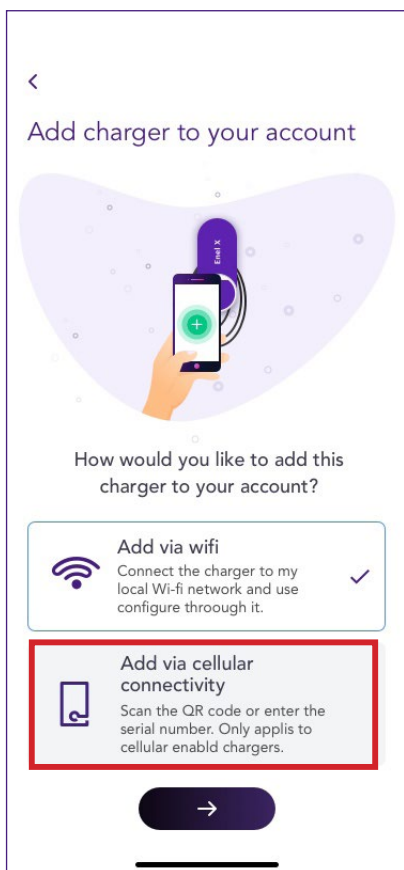 Add charger to your account
Enel X
How would you like to add this
charger to your account?
Add via wifi
Connect the charger to my
local Wi-fi network and use
configure throough it.
Add via cellular
connectivity
Scan the QR code or enter the
serial number. Only applis to
cellular enabld chargers.